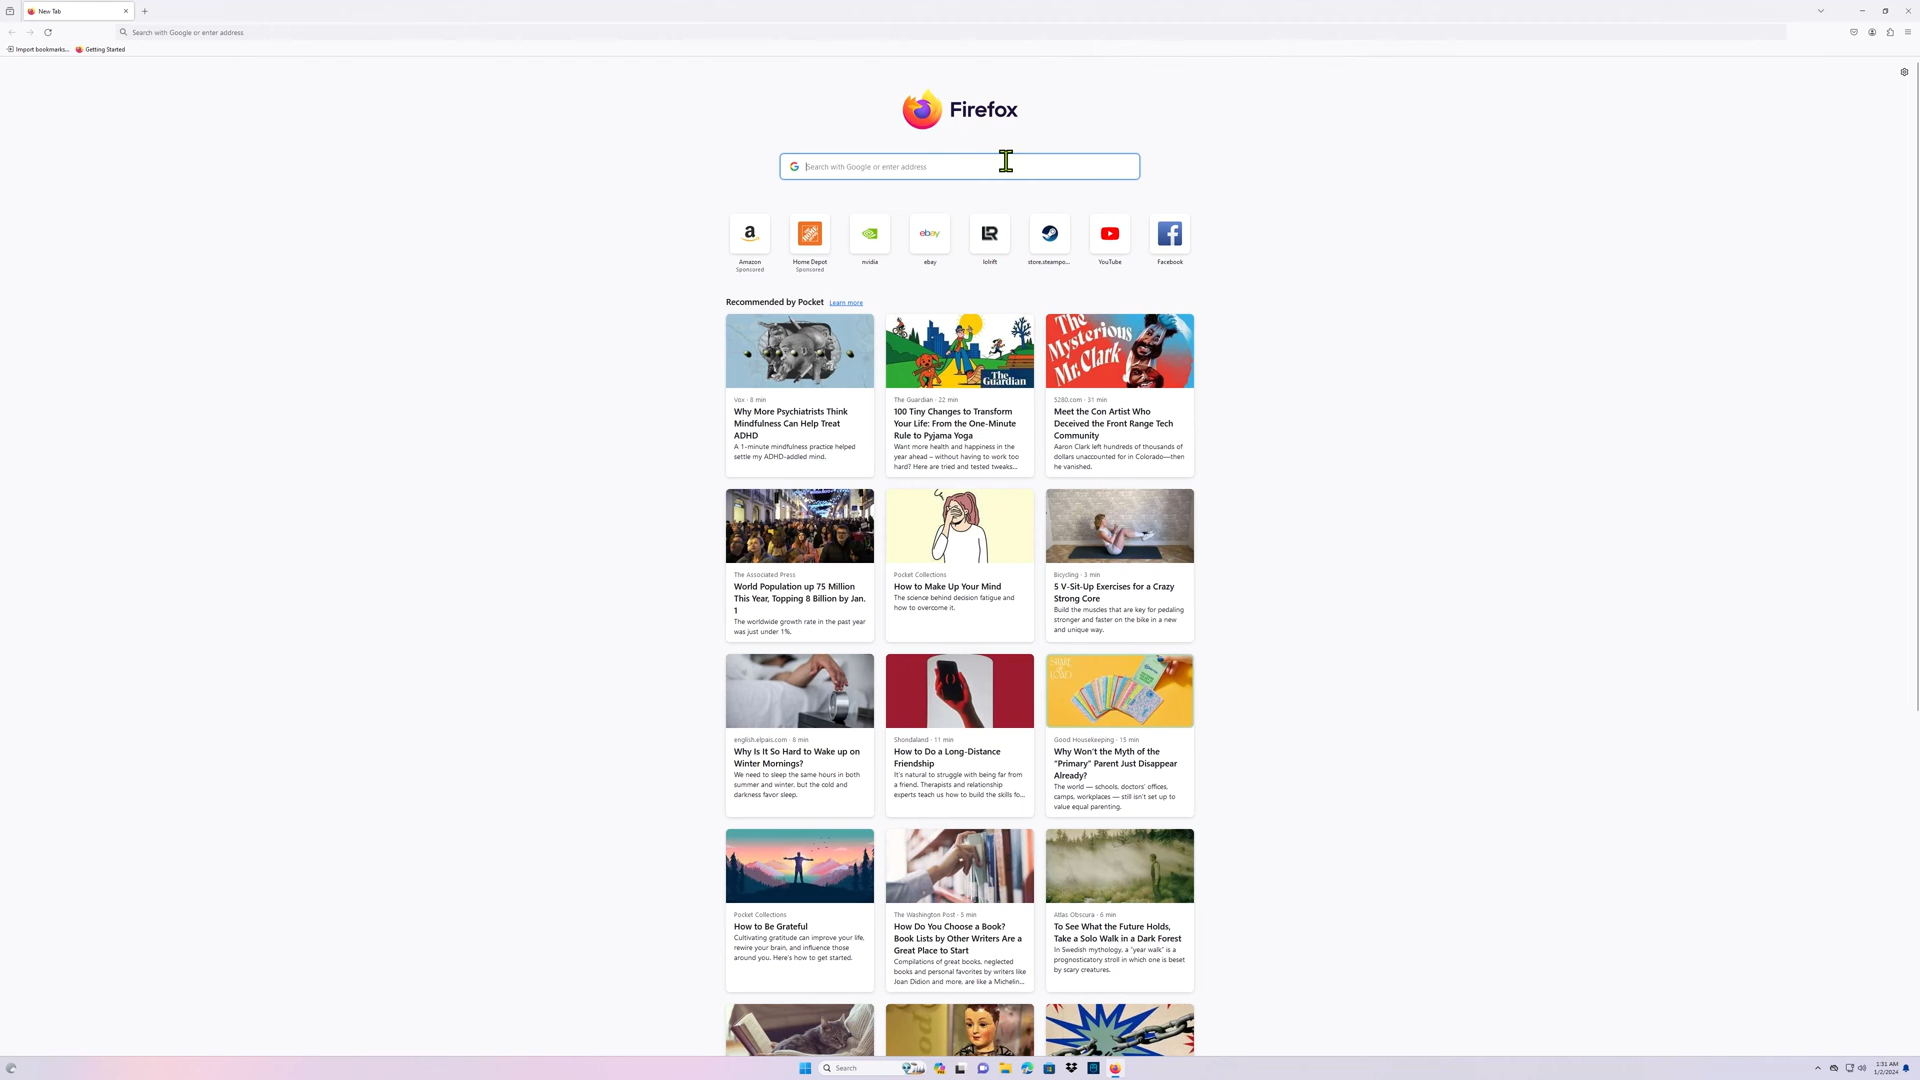 New Tab
Search with Google or enter address
Import bookmarks...
Getting Started
Firefox
Search with Google or enter address
Amazon
Sponsored
Home Depot
Sponsored
nvidia
ebay
lolrift
store.steampo...
YouTube
Facebook
Recommended by Pocket Learn more
The Guardian
The Mysterious Mr. Clark
Vox · 8 min
Why More Psychiatrists Think
Mindfulness Can Help Treat
ADHD
A 1-minute mindfulness practice helped
settle my ADHD-addled mind.
The Guardian · 22 min
100 Tiny Changes to Transform
Your Life: From the One-Minute
Rule to Pyjama Yoga
Want more health and happiness in the
year ahead – without having to work too
hard? Here are tried and tested tweaks...
5280.com · 31 min
Meet the Con Artist Who
Deceived the Front Range Tech
Community
Aaron Clark left hundreds of thousands of
dollars unaccounted for in Colorado—then
he vanished.
The Associated Press
World Population up 75 Million
This Year, Topping 8 Billion by Jan.
1
The worldwide growth rate in the past year
was just under 1%.
Pocket Collections
How to Make Up Your Mind
The science behind decision fatigue and
how to overcome it.
Bicycling · 3 min
5 V-Sit-Up Exercises for a Crazy
Strong Core
Build the muscles that are key for pedaling
stronger and faster on the bike in a new
and unique way.
SHARE
THE
LOAD
english.elpais.com · 8 min
Why Is It So Hard to Wake up on
Winter Mornings?
We need to sleep the same hours in both
summer and winter, but the cold and
darkness favor sleep.
Shondaland · 11 min
How to Do a Long-Distance
Friendship
It's natural to struggle with being far from
a friend. Therapists and relationship
experts teach us how to build the skills fo...
Good Housekeeping · 15 min
Why Won't the Myth of the
"Primary" Parent Just Disappear
Already?
The world — schools, doctors' offices,
camps, workplaces — still isn't set up to
value equal parenting.
Pocket Collections
How to Be Grateful
Cultivating gratitude can improve your life,
rewire your brain, and influence those
around you. Here's how to get started.
The Washington Post · 5 min
How Do You Choose a Book?
Book Lists by Other Writers Are a
Great Place to Start
Compilations of great books, neglected
books and personal favorites by writers like
Joan Didion and more, are like a Michelin...
Atlas Obscura · 6 min
To See What the Future Holds,
Take a Solo Walk in a Dark Forest
In Swedish mythology, a "year walk" is a
prognosticatory stroll in which one is beset
by scary creatures.
Search
1:31 AM
1/2/2024